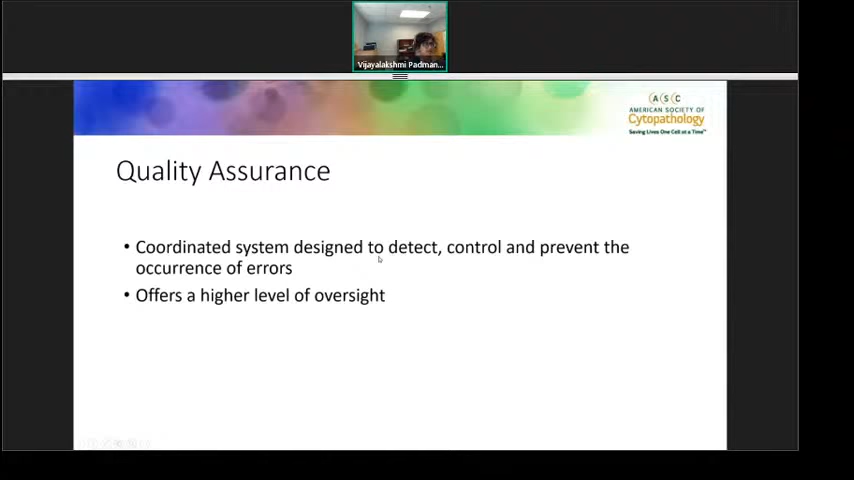 Vijayalakshmi Padman...
ASC
AMERICAN SOCIETY OF
Cytopathology
Saving Lives One Cell at a Time™
Quality Assurance
• Coordinated system designed to detect, control and prevent the
occurrence of errors
• Offers a higher level of oversight